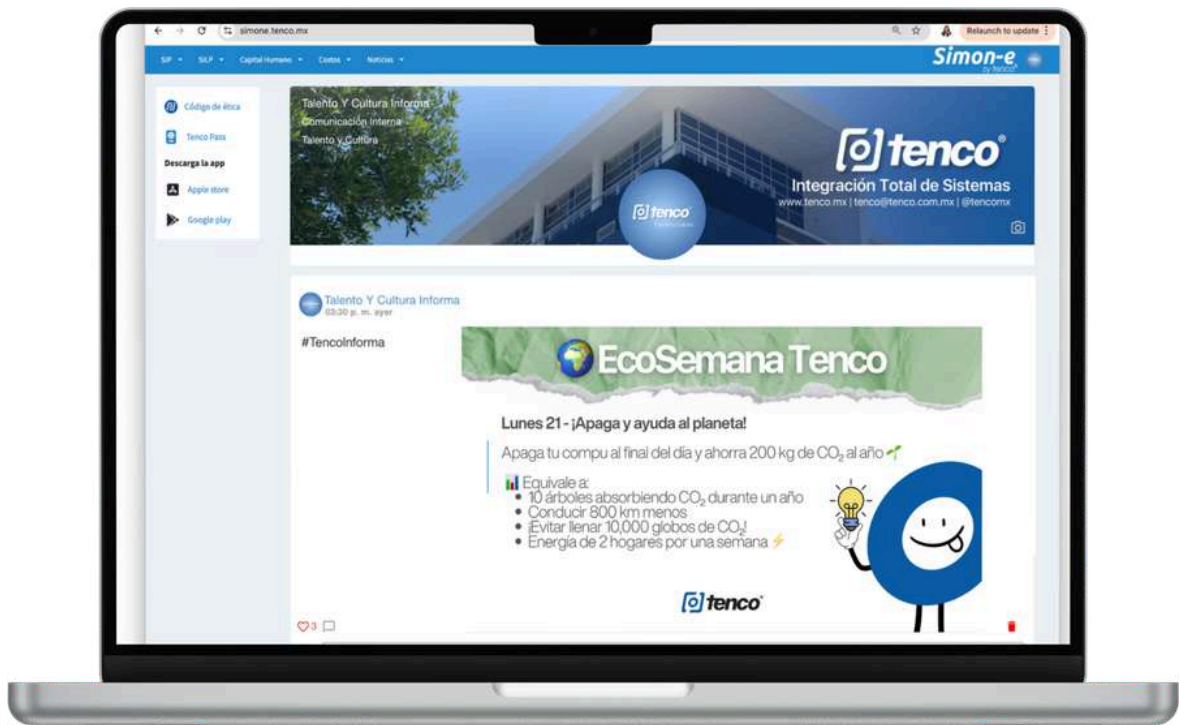 simone.tenco.mx
Relaunch to update
SIP
SILP
Capital Humano
Costos
Noticias
Simon-e
by tenco
Código de ética
Tenco Pass
Descarga la app
Apple store
Google play
Talento Y Cultura Informa
Comunicación Interna
Talento y Cultura
tenco®
Integración Total de Sistemas
www.tenco.mx | tenco@tenco.com.mx | @tencomx
tenco
Talento Y Cultura Informa
03:30 p. m. ayer
#TencoInforma
EcoSemana Tenco
Lunes 21 - ¡Apaga y ayuda al planeta!
Apaga tu compu al final del día y ahorra 200 kg de CO₂ al año
Equivale a:
• 10 árboles absorbiendo CO₂ durante un año
• Conducir 800 km menos
• ¡Evitar llenar 10,000 globos de CO₂!
• Energía de 2 hogares por una semana
tenco
3